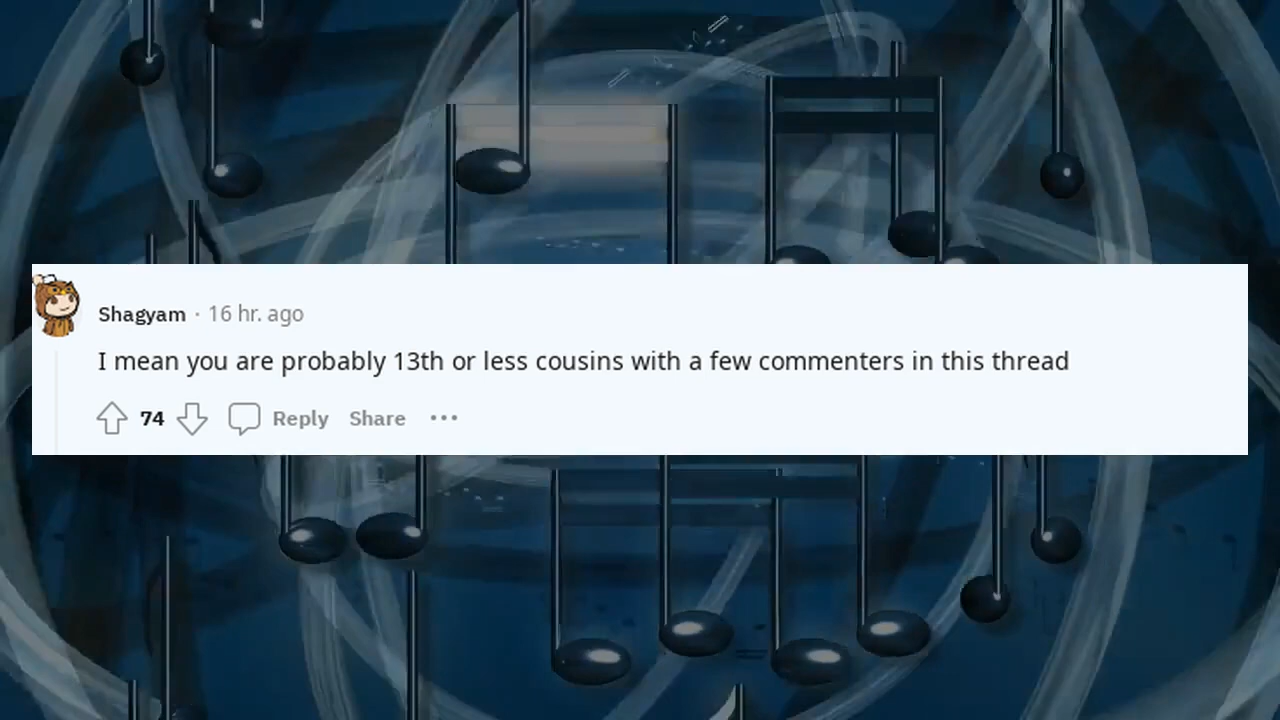 Shagyam · 16 hr. ago
I mean you are probably 13th or less cousins with a few commenters in this thread
74 Reply Share ···